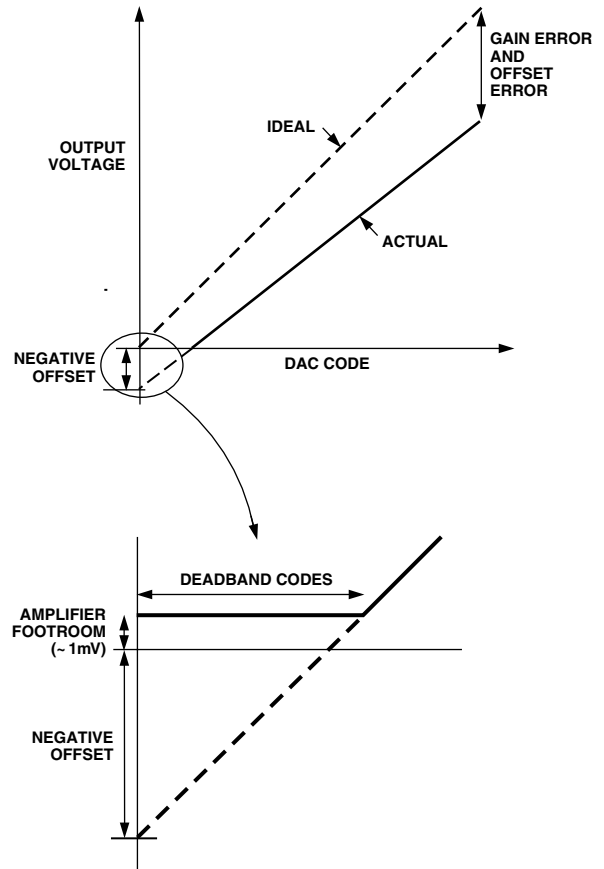 GAIN ERROR
AND
OFFSET
ERROR
IDEAL
OUTPUT
VOLTAGE
ACTUAL
NEGATIVE
OFFSET
DAC CODE
DEADBAND CODES
AMPLIFIER
FOOTROOM
(~ 1mV)
NEGATIVE
OFFSET